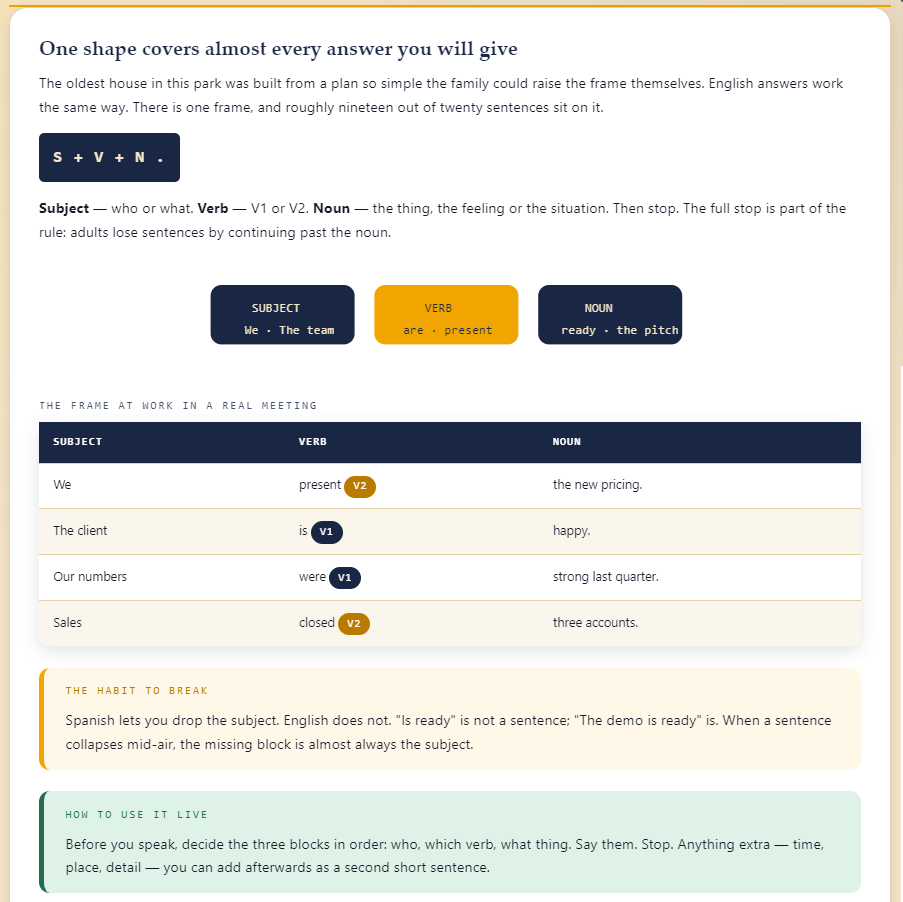 One shape covers almost every answer you will give
The oldest house in this park was built from a plan so simple the family could raise the frame themselves. English answers work
the same way. There is one frame, and roughly nineteen out of twenty sentences sit on it.
S + V + N .
Subject — who or what. Verb — V1 or V2. Noun — the thing, the feeling or the situation. Then stop. The full stop is part of the
rule: adults lose sentences by continuing past the noun.
SUBJECT VERB NOUN
We · The team are · present ready · the pitch
THE FRAME AT WORK IN A REAL MEETING
SUBJECT VERB NOUN
We present V2 the new pricing.
The client is V1 happy.
Our numbers were V1 strong last quarter.
Sales closed V2 three accounts.
THE HABIT TO BREAK
Spanish lets you drop the subject. English does not. "Is ready" is not a sentence; "The demo is ready" is. When a sentence
collapses mid-air, the missing block is almost always the subject.
HOW TO USE IT LIVE
Before you speak, decide the three blocks in order: who, which verb, what thing. Say them. Stop. Anything extra — time,
place, detail — you can add afterwards as a second short sentence.